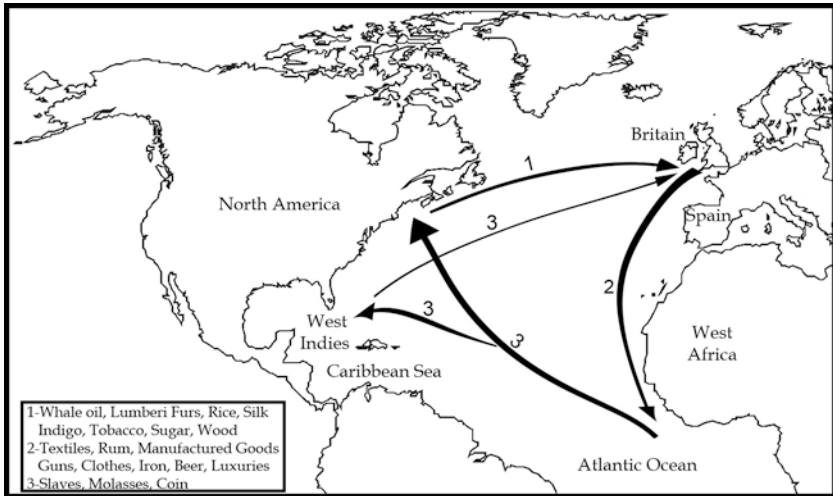 Britain
1
North America
3
Spain
2
3
West
Indies
3
West
Africa
Caribbean Sea
1-Whale oil, Lumberi Furs, Rice, Silk
Indigo, Tobacco, Sugar, Wood
2-Textiles, Rum, Manufactured Goods
Guns, Clothes, Iron, Beer, Luxuries
3-Slaves, Molasses, Coin
Atlantic Ocean